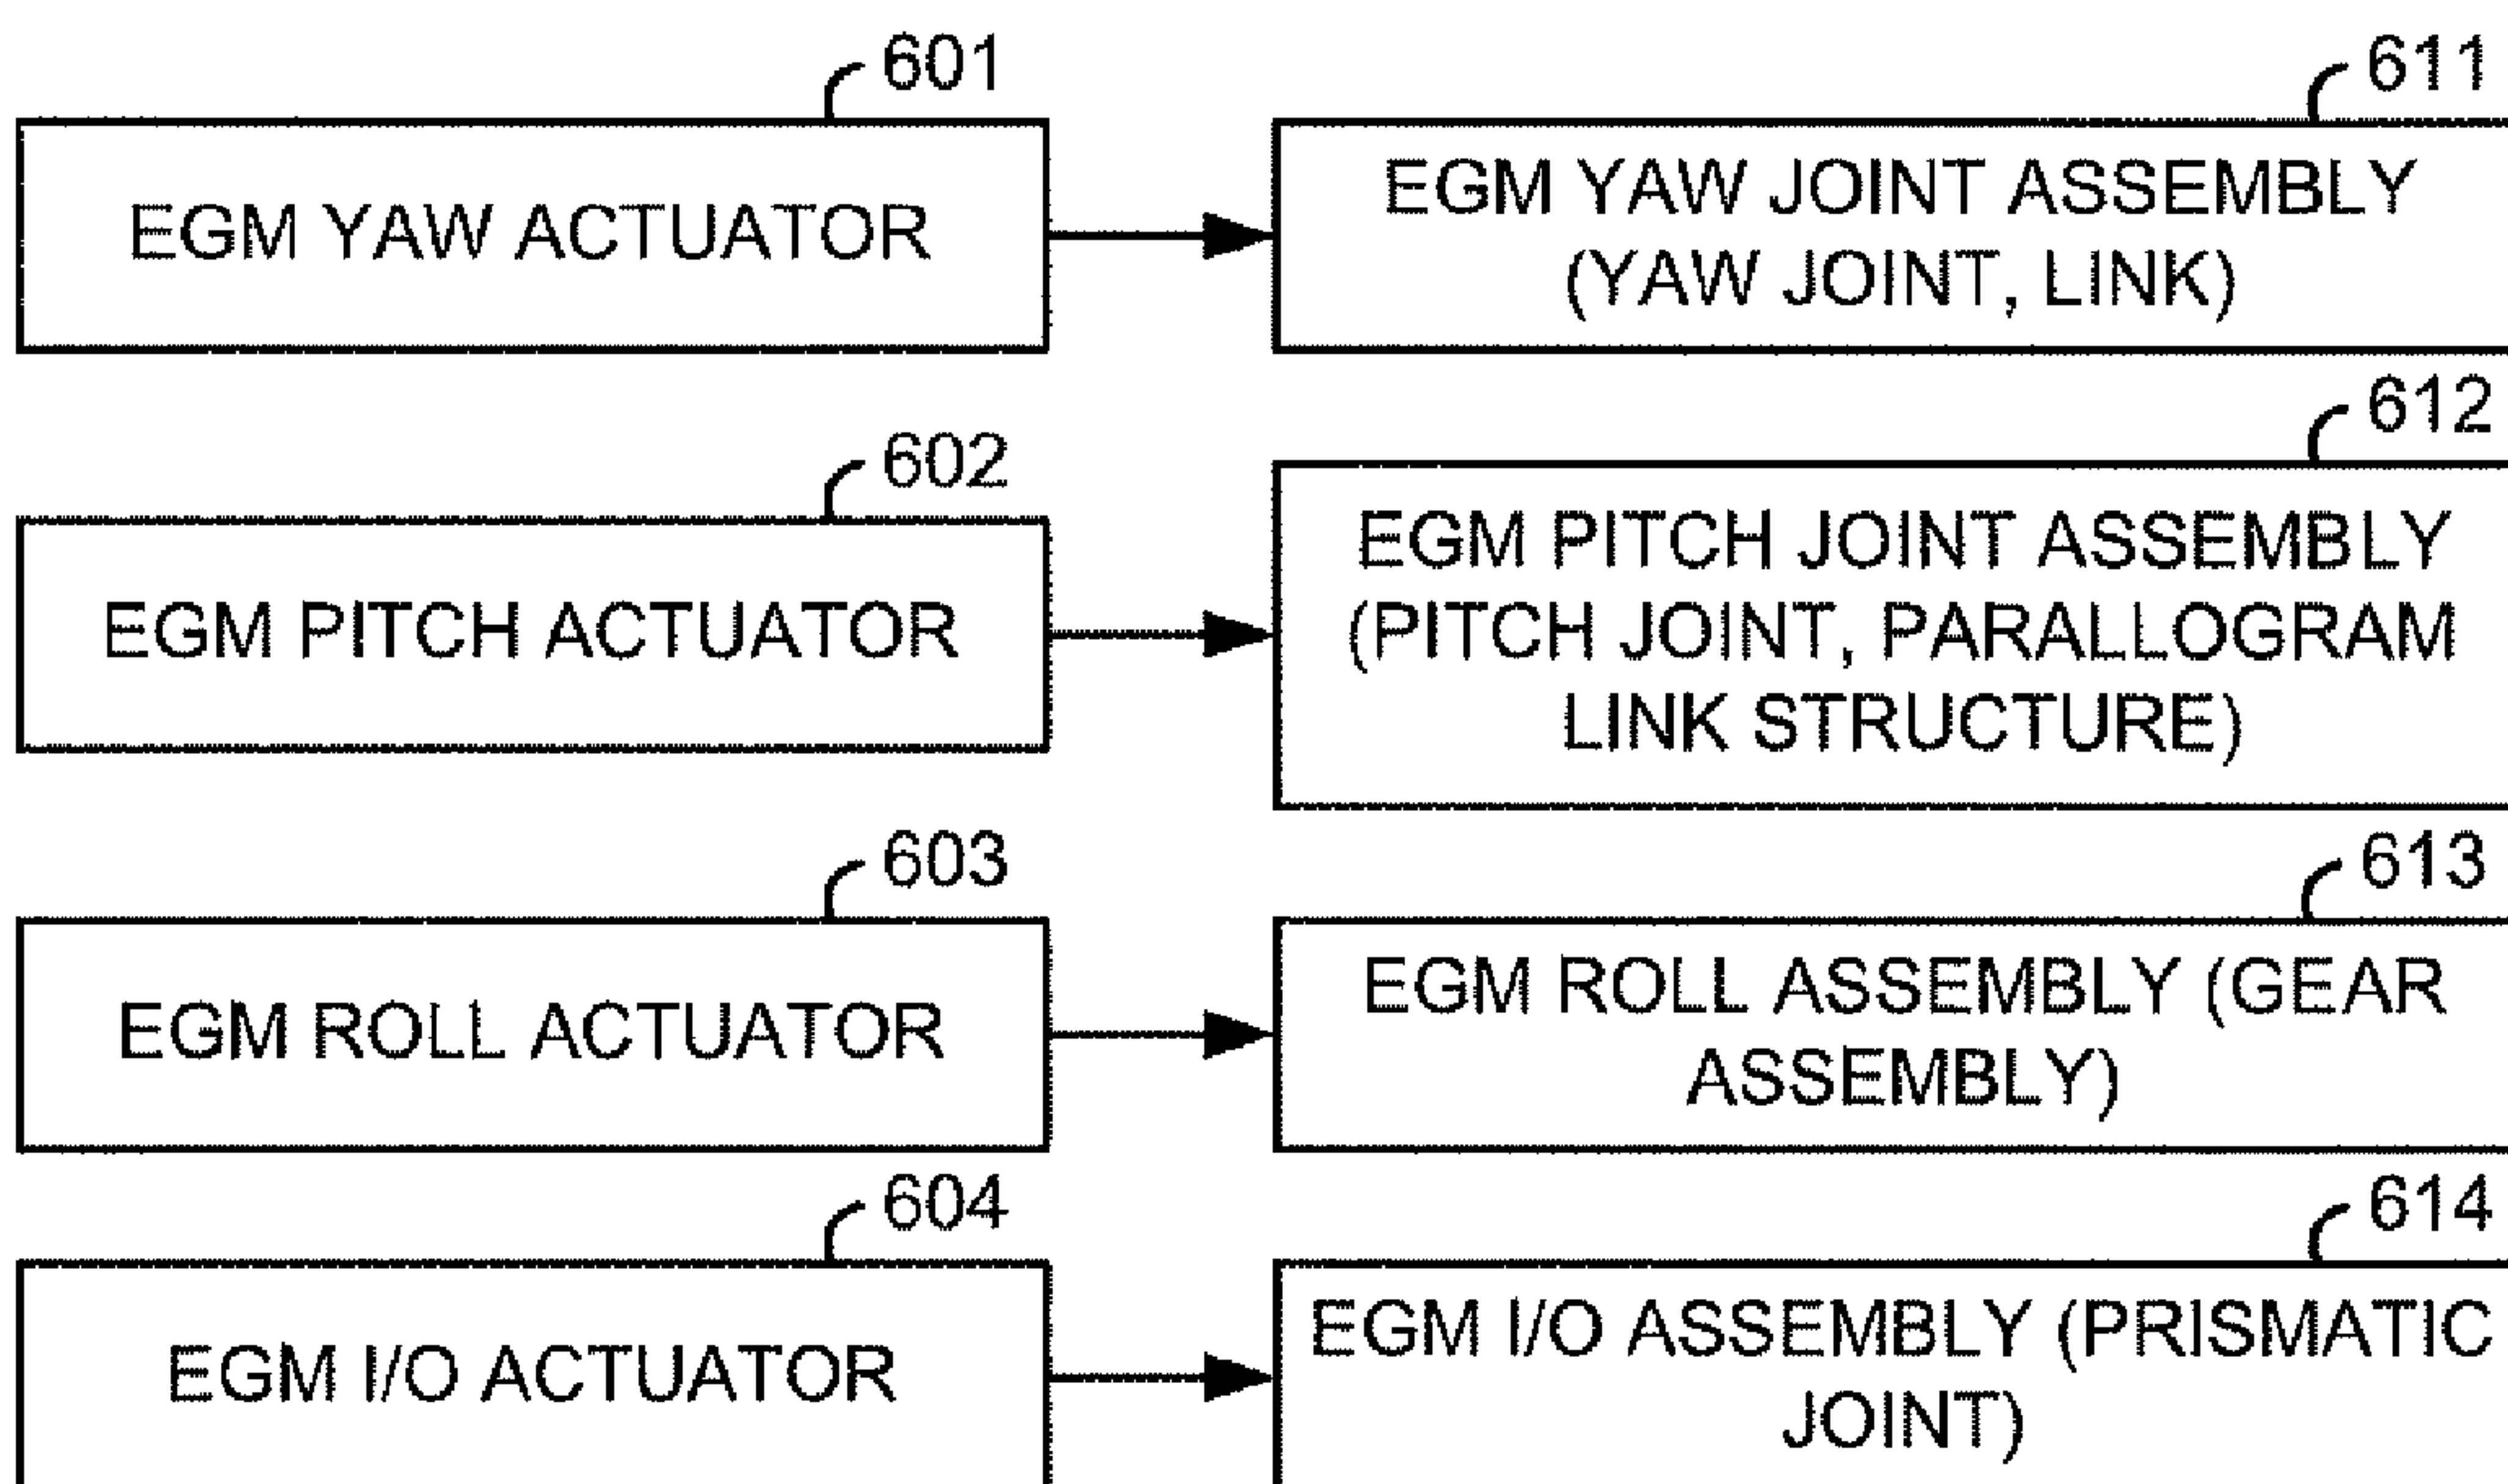 601
611
EGM YAW ACTUATOR
EGM YAW JOINT ASSEMBLY
(YAW JOINT, LINK)
602
612
EGM PITCH ACTUATOR
EGM PITCH JOINT ASSEMBLY
(PITCH JOINT, PARALLOGRAM
LINK STRUCTURE)
603
613
EGM ROLL ACTUATOR
EGM ROLL ASSEMBLY (GEAR
ASSEMBLY)
604
614
EGM I/O ACTUATOR
EGM I/O ASSEMBLY (PRISMATIC
JOINT)